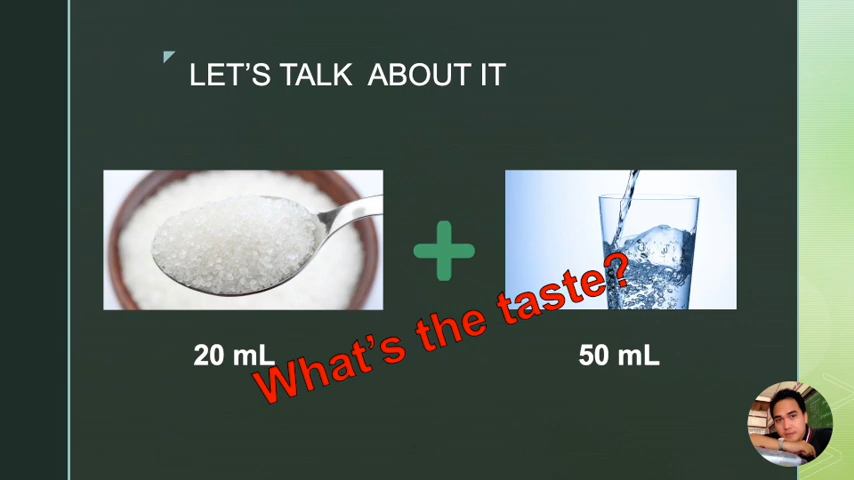 LET’S TALK  ABOUT IT
What’s the taste?
20 mL
50 mL